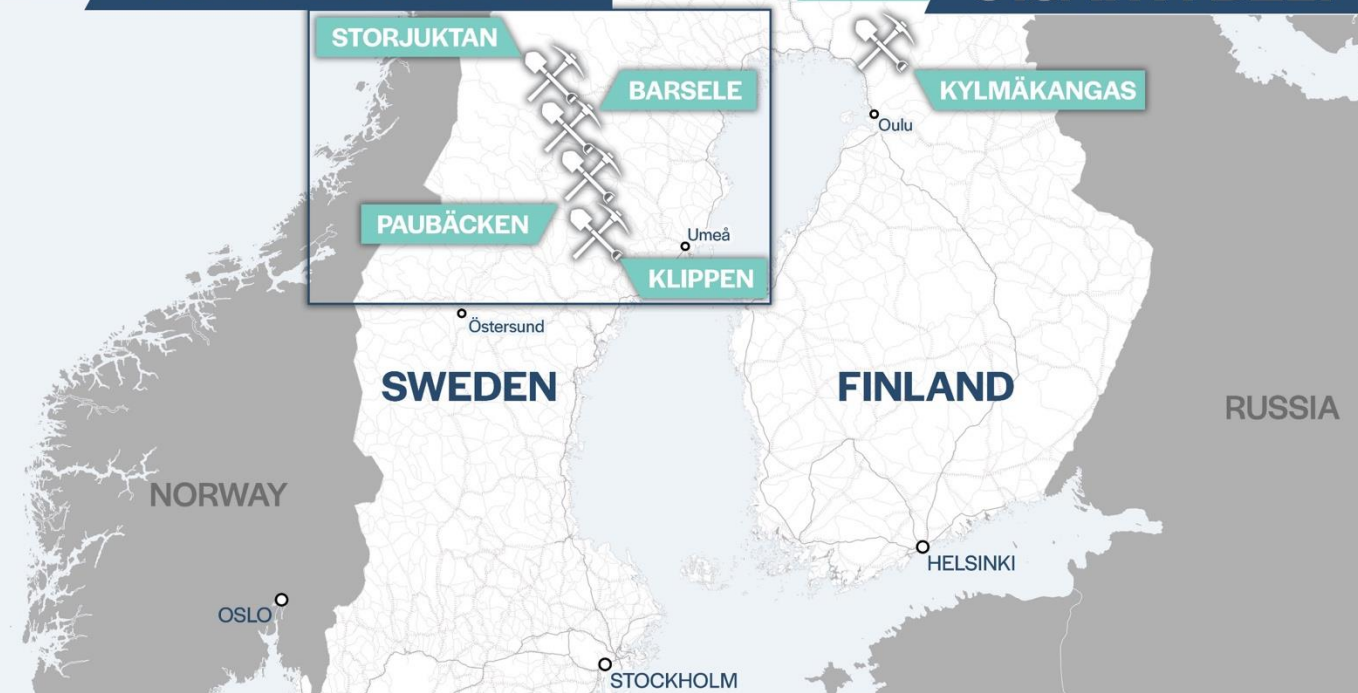 STORJUKTAN
BARSELE
KYLMÄKANGAS
Oulu
PAUBÄCKEN
Umeå
KLIPPEN
Östersund
SWEDEN
FINLAND
RUSSIA
NORWAY
HELSINKI
OSLO
STOCKHOLM